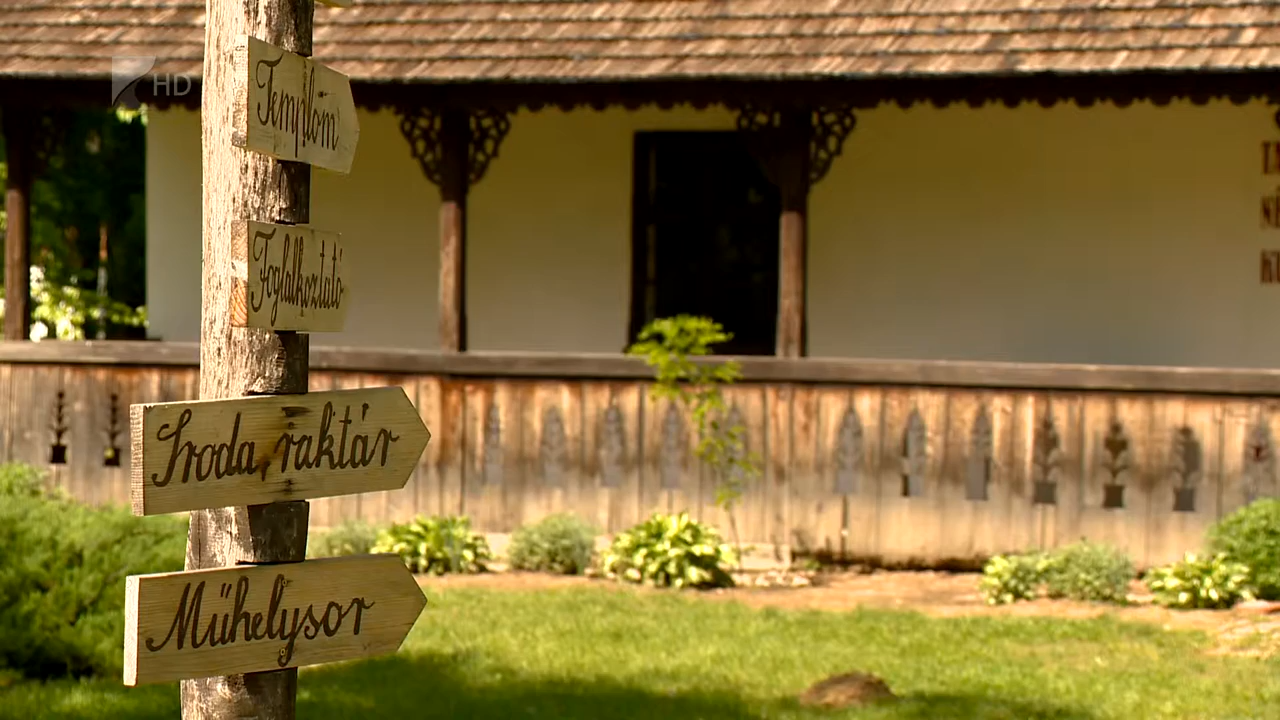 HD
Templom
Foglalkoztató
Iroda, raktár
Műhelysor